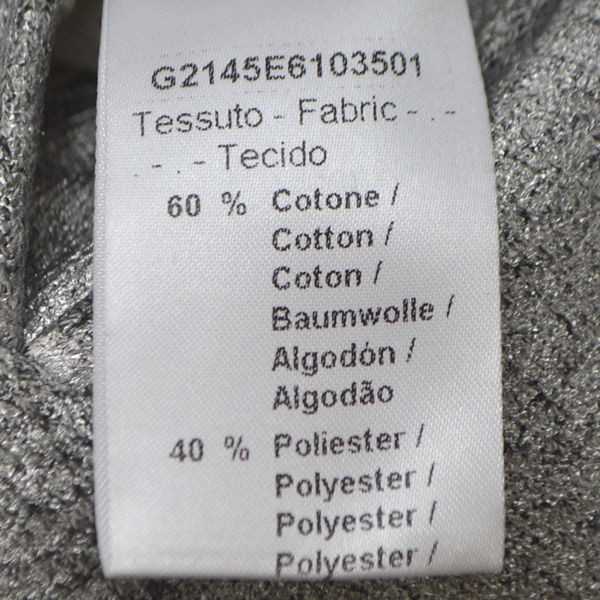 G2145E6103501
Tessuto - Fabric - . -
- . - Tecido
60 % Cotone /
Cotton /
Coton /
Baumwolle /
Algodón /
Algodão
40 % Poliester /
Polyester /
Polyester /
Polyester /